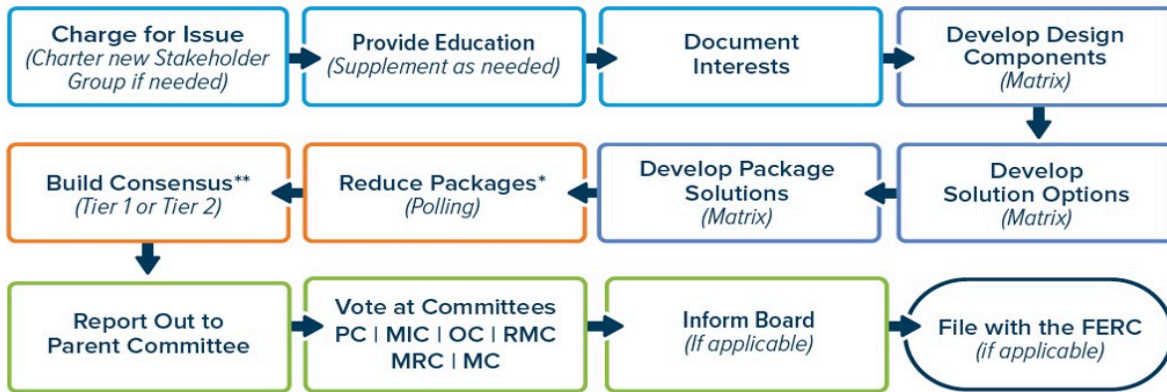 Charge for Issue
(Charter new Stakeholder
Group if needed)
Provide Education
(Supplement as needed)
Document
Interests
Develop Design
Components
(Matrix)
Develop
Solution Options
(Matrix)
Develop Package
Solutions
(Matrix)
Reduce Packages*
(Polling)
Build Consensus**
(Tier 1 or Tier 2)
Report Out to
Parent Committee
Vote at Committees
PC | MIC | OC | RMC
MRC | MC
Inform Board
(If applicable)
File with the FERC
(if applicable)